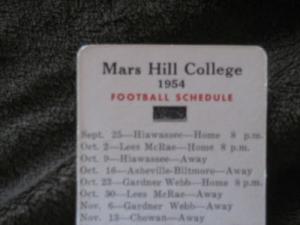 Mars Hill College
1954
FOOTBALL SCHEDULE
Sept. 25—Hiawassee—Home 8 p.m.
Oct. 2—Lees McRae—Home 8 p.m.
Oct. 9—Hiawassee—Away
Oct. 16—Asheville-Biltmore—Away
Oct. 23—Gardner Webb—Home 8 p.m.
Oct. 30—Lees McRae—Away
Nov. 6—Gardner Webb—Away
Nov. 13—Chowan—Away